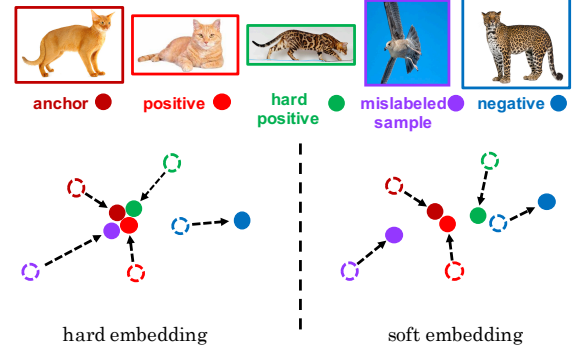 anchor
positive
hard
positive
mislabeled
sample
negative
hard embedding
soft embedding